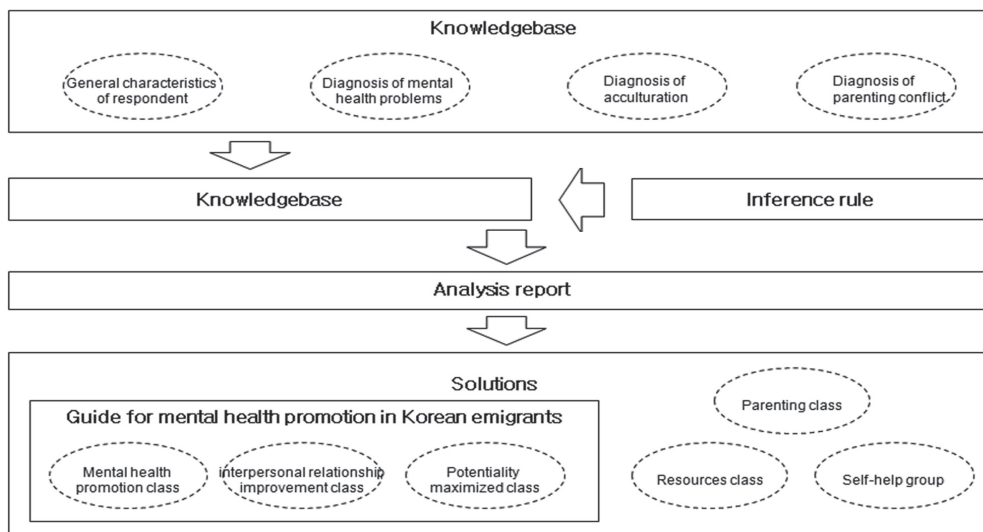 Knowledgebase
General characteristics
of respondent
Diagnosis of mental
health problems
Diagnosis of
acculturation
Diagnosis of
parenting conflict
Knowledgebase
Inference rule
Analysis report
Solutions
Guide for mental health promotion in Korean emigrants
Mental health
promotion class
interpersonal relationship
improvement class
Potentiality
maximized class
Parenting class
Resources class
Self-help group